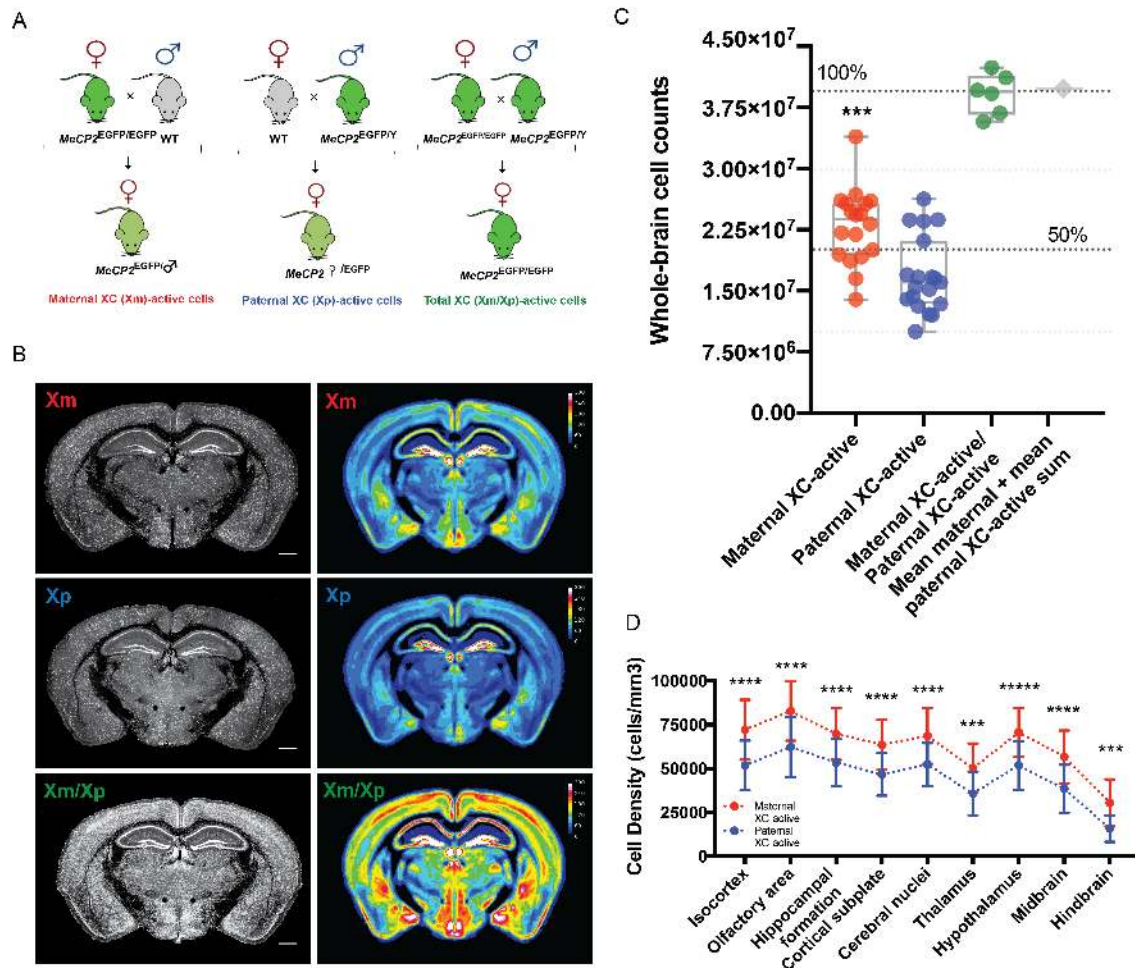 A
♀ ♂ ♀ ♂ ♀ ♂
× × ×
MeCP2EGFP/EGFP WT WT MeCP2EGFP/Y MeCP2EGFP/EGFP MeCP2EGFP/Y
♀ ♀ ♀
MeCP2EGFP/♂ MeCP2 ♀/EGFP MeCP2EGFP/EGFP
Maternal XC (Xm)-active cells Paternal XC (Xp)-active cells Total XC (Xm/Xp)-active cells
B
Xm Xm
Xp Xp
Xm/Xp Xm/Xp
C
Whole-brain cell counts
4.50×10⁷
3.75×10⁷
2.25×10⁷
1.50×10⁷
7.50×10⁶
0.00
100%
***
50%
Maternal XC-active
Paternal XC-active
Maternal XC-active/
Paternal XC-active
Mean maternal + mean
paternal XC-active sum
D
Cell Density (cells/mm3)
100000
75000
50000
25000
0
**** **** **** **** **** *** ***** **** ***
Maternal
XC active
Paternal
XC active
Isocortex
Olfactory area
Hippocampal
formation
Cortical subplate
Cerebral nuclei
Thalamus
Hypothalamus
Midbrain
Hindbrain